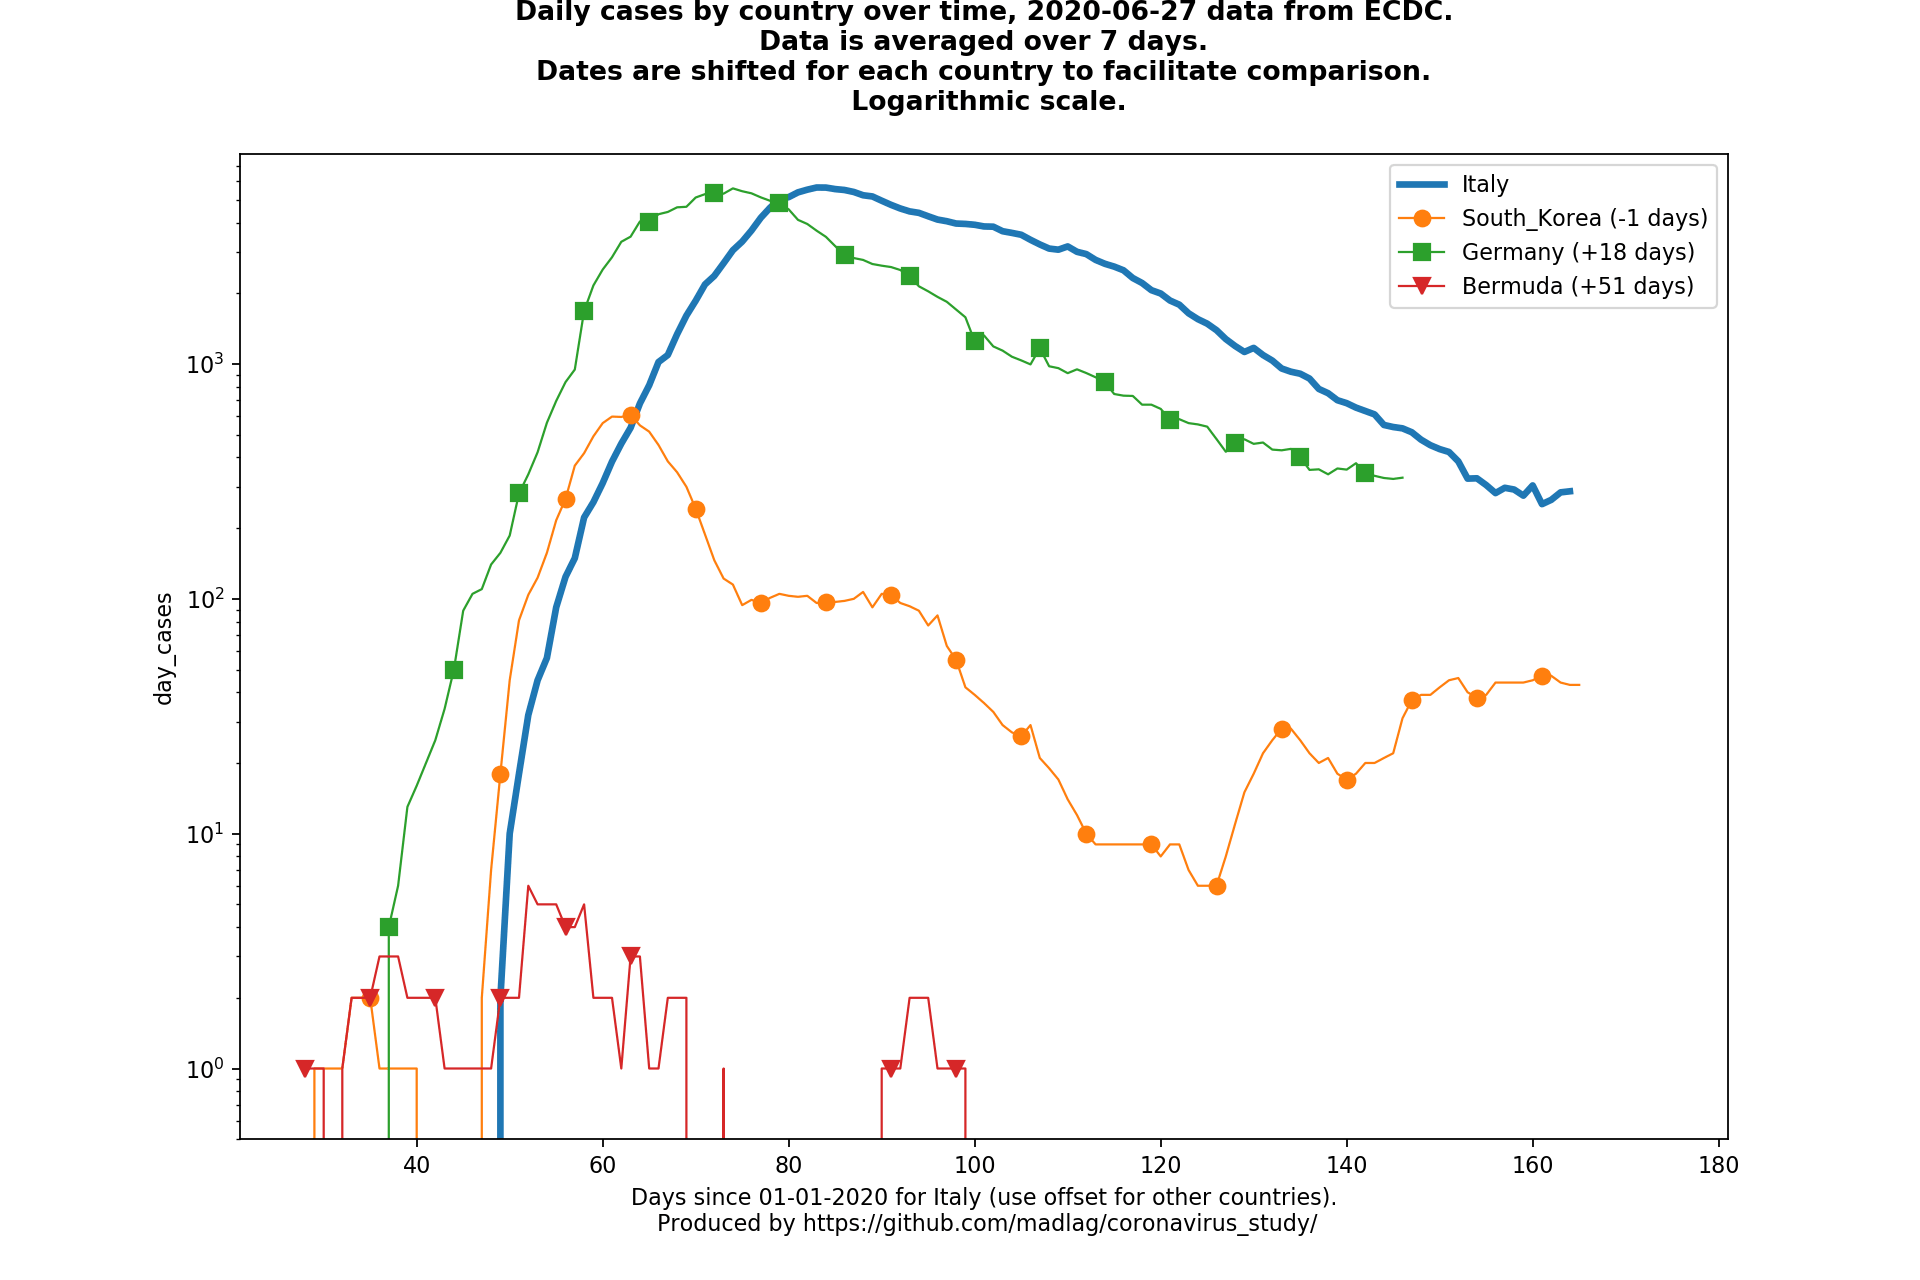 Daily cases by country over time, 2020-06-27 data from ECDC.
Data is averaged over 7 days.
Dates are shifted for each country to facilitate comparison.
Logarithmic scale.
Italy
South_Korea (-1 days)
Germany (+18 days)
Bermuda (+51 days)
10³
10²
10¹
10⁰
day_cases
40 60 80 100 120 140 160 180
Days since 01-01-2020 for Italy (use offset for other countries).
Produced by https://github.com/madlag/coronavirus_study/